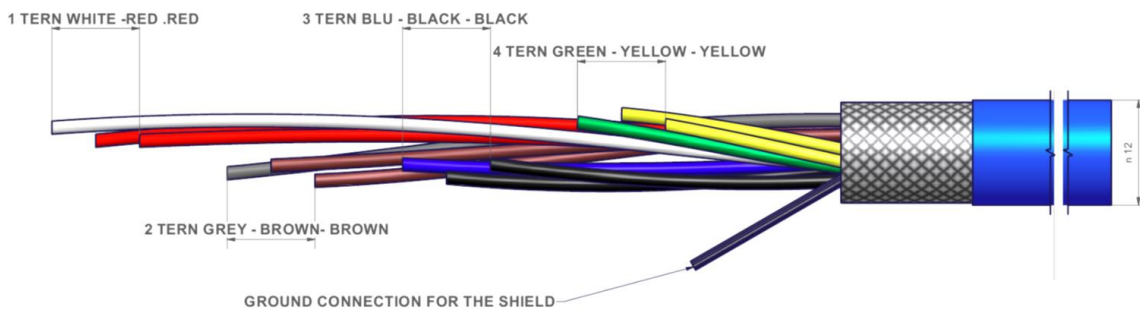 1 TERN WHITE -RED .RED
3 TERN BLU - BLACK - BLACK
4 TERN GREEN - YELLOW - YELLOW
n 12
2 TERN GREY - BROWN- BROWN
GROUND CONNECTION FOR THE SHIELD